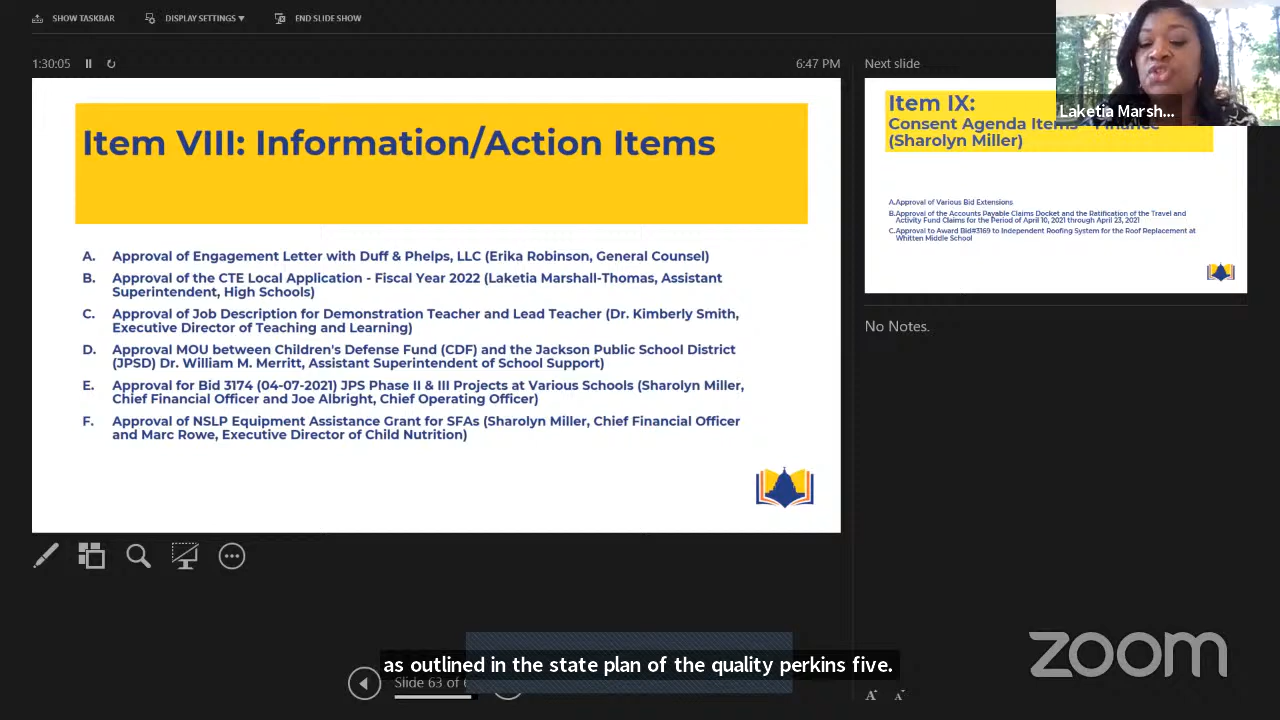 SHOW TASKBAR
DISPLAY SETTINGS ▼
END SLIDE SHOW
1:30:05
6:47 PM
Next slide
Item VIII: Information/Action Items
A. Approval of Engagement Letter with Duff & Phelps, LLC (Erika Robinson, General Counsel)
B. Approval of the CTE Local Application - Fiscal Year 2022 (Laketia Marshall-Thomas, Assistant
Superintendent, High Schools)
C. Approval of Job Description for Demonstration Teacher and Lead Teacher (Dr. Kimberly Smith,
Executive Director of Teaching and Learning)
D. Approval MOU between Children's Defense Fund (CDF) and the Jackson Public School District
(JPSD) Dr. William M. Merritt, Assistant Superintendent of School Support)
E. Approval for Bid 3174 (04-07-2021) JPS Phase II & III Projects at Various Schools (Sharolyn Miller,
Chief Financial Officer and Joe Albright, Chief Operating Officer)
F. Approval of NSLP Equipment Assistance Grant for SFAs (Sharolyn Miller, Chief Financial Officer
and Marc Rowe, Executive Director of Child Nutrition)
Item IX:
Consent Agenda Items - Finance
(Sharolyn Miller)
A.Approval of Various Bid Extensions
B.Approval of the Accounts Payable Claims Docket and the Ratification of the Travel and
Activity Fund Claims for the Period of April 10, 2021 through April 23, 2021
C.Approval to Award Bid#3169 to Independent Roofing System for the Roof Replacement at
Whitten Middle School
Laketia Marsh...
No Notes.
as outlined in the state plan of the quality perkins five.
Slide 63 of
zoom
A A